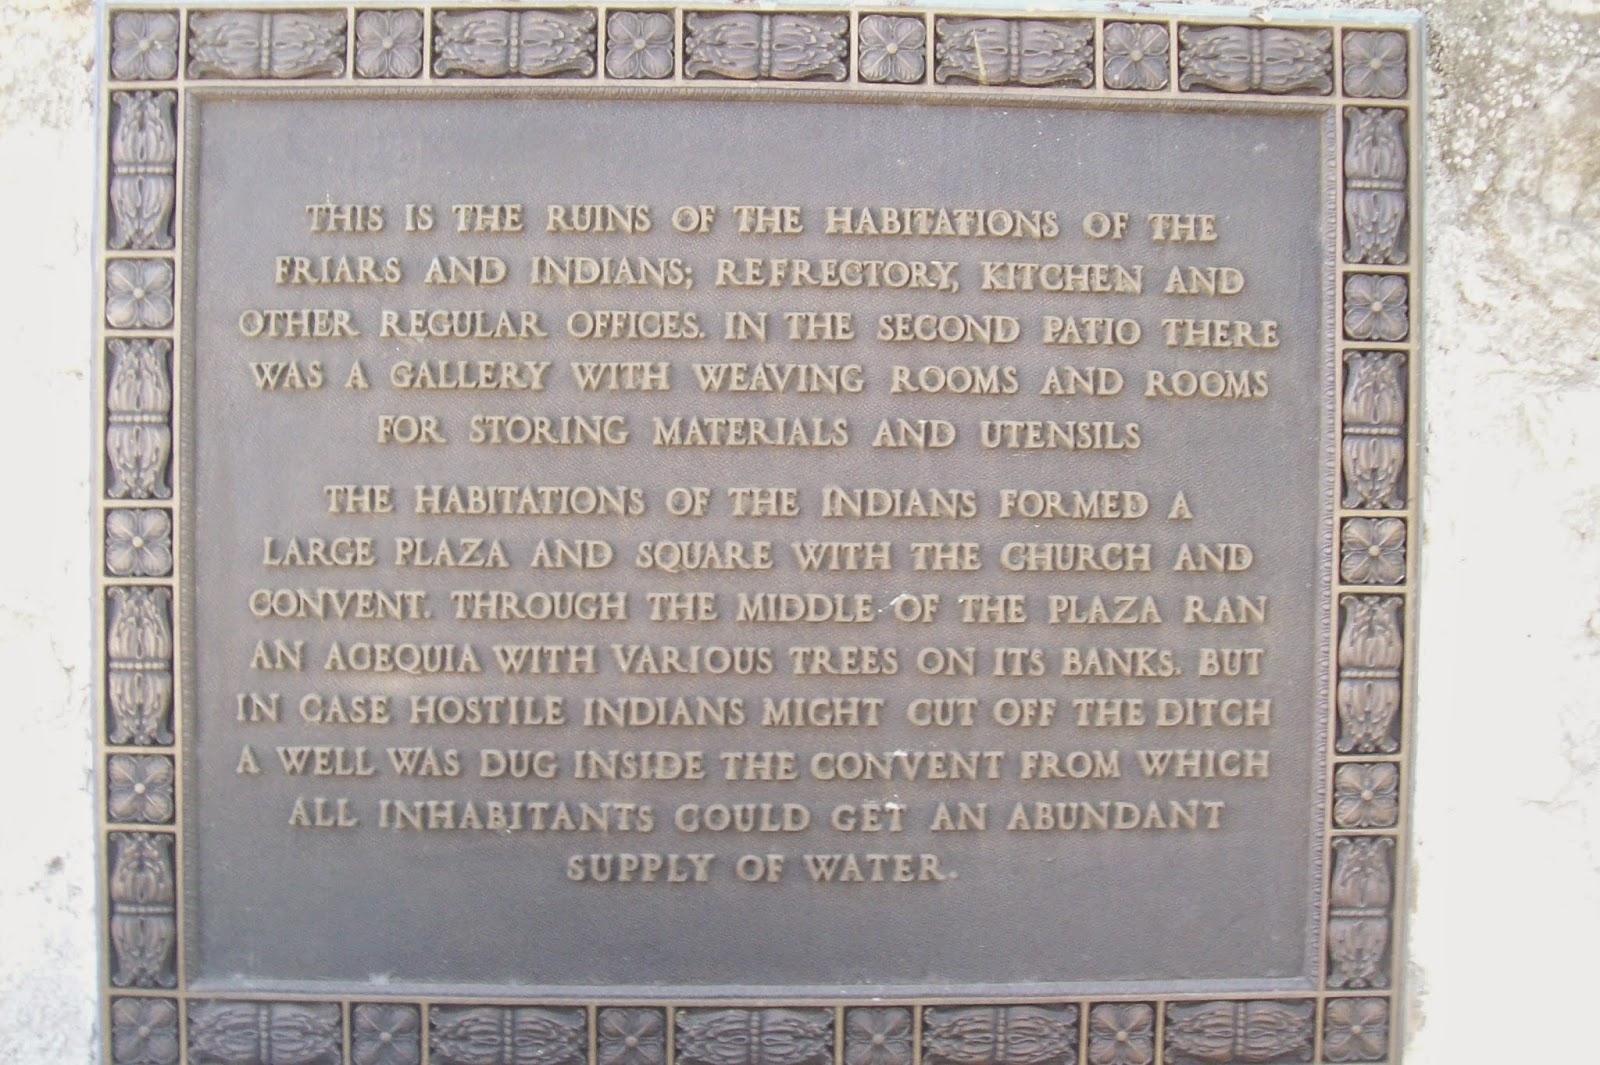 THIS IS THE RUINS OF THE HABITATIONS OF THE
FRIARS AND INDIANS; REFRECTORY, KITCHEN AND
OTHER REGULAR OFFICES. IN THE SECOND PATIO THERE
WAS A GALLERY WITH WEAVING ROOMS AND ROOMS
FOR STORING MATERIALS AND UTENSILS
THE HABITATIONS OF THE INDIANS FORMED A
LARGE PLAZA AND SQUARE WITH THE CHURCH AND
CONVENT. THROUGH THE MIDDLE OF THE PLAZA RAN
AN ACEQUIA WITH VARIOUS TREES ON ITS BANKS. BUT
IN CASE HOSTILE INDIANS MIGHT CUT OFF THE DITCH
A WELL WAS DUG INSIDE THE CONVENT FROM WHICH
ALL INHABITANTS COULD GET AN ABUNDANT
SUPPLY OF WATER.